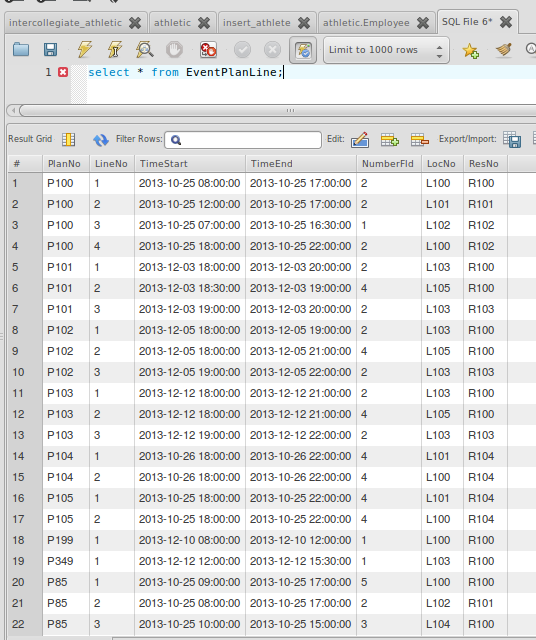 intercollegiate_athletic athletic insert_athlete athletic.Employee SQL File 6*
Limit to 1000 rows
1 select * from EventPlanLine;
Result Grid Filter Rows: Edit: Export/Import:
# PlanNo LineNo TimeStart TimeEnd NumberFld LocNo ResNo
1 P100 1 2013-10-25 08:00:00 2013-10-25 17:00:00 2 L100 R100
2 P100 2 2013-10-25 12:00:00 2013-10-25 17:00:00 2 L101 R101
3 P100 3 2013-10-25 07:00:00 2013-10-25 16:30:00 1 L102 R102
4 P100 4 2013-10-25 18:00:00 2013-10-25 22:00:00 2 L100 R102
5 P101 1 2013-12-03 18:00:00 2013-12-03 20:00:00 2 L103 R100
6 P101 2 2013-12-03 18:30:00 2013-12-03 19:00:00 4 L105 R100
7 P101 3 2013-12-03 19:00:00 2013-12-03 20:00:00 2 L103 R103
8 P102 1 2013-12-05 18:00:00 2013-12-05 19:00:00 2 L103 R100
9 P102 2 2013-12-05 18:00:00 2013-12-05 21:00:00 4 L105 R100
10 P102 3 2013-12-05 19:00:00 2013-12-05 22:00:00 2 L103 R103
11 P103 1 2013-12-12 18:00:00 2013-12-12 21:00:00 2 L103 R100
12 P103 2 2013-12-12 18:00:00 2013-12-12 21:00:00 4 L105 R100
13 P103 3 2013-12-12 19:00:00 2013-12-12 22:00:00 2 L103 R103
14 P104 1 2013-10-26 18:00:00 2013-10-26 22:00:00 4 L101 R104
15 P104 2 2013-10-26 18:00:00 2013-10-26 22:00:00 4 L100 R104
16 P105 1 2013-10-25 18:00:00 2013-10-25 22:00:00 4 L101 R104
17 P105 2 2013-10-25 18:00:00 2013-10-25 22:00:00 4 L100 R104
18 P199 1 2013-12-10 08:00:00 2013-12-10 12:00:00 1 L100 R100
19 P349 1 2013-12-12 12:00:00 2013-12-12 15:30:00 1 L103 R100
20 P85 1 2013-10-25 09:00:00 2013-10-25 17:00:00 5 L100 R100
21 P85 2 2013-10-25 08:00:00 2013-10-25 17:00:00 2 L102 R101
22 P85 3 2013-10-25 10:00:00 2013-10-25 15:00:00 3 L104 R100